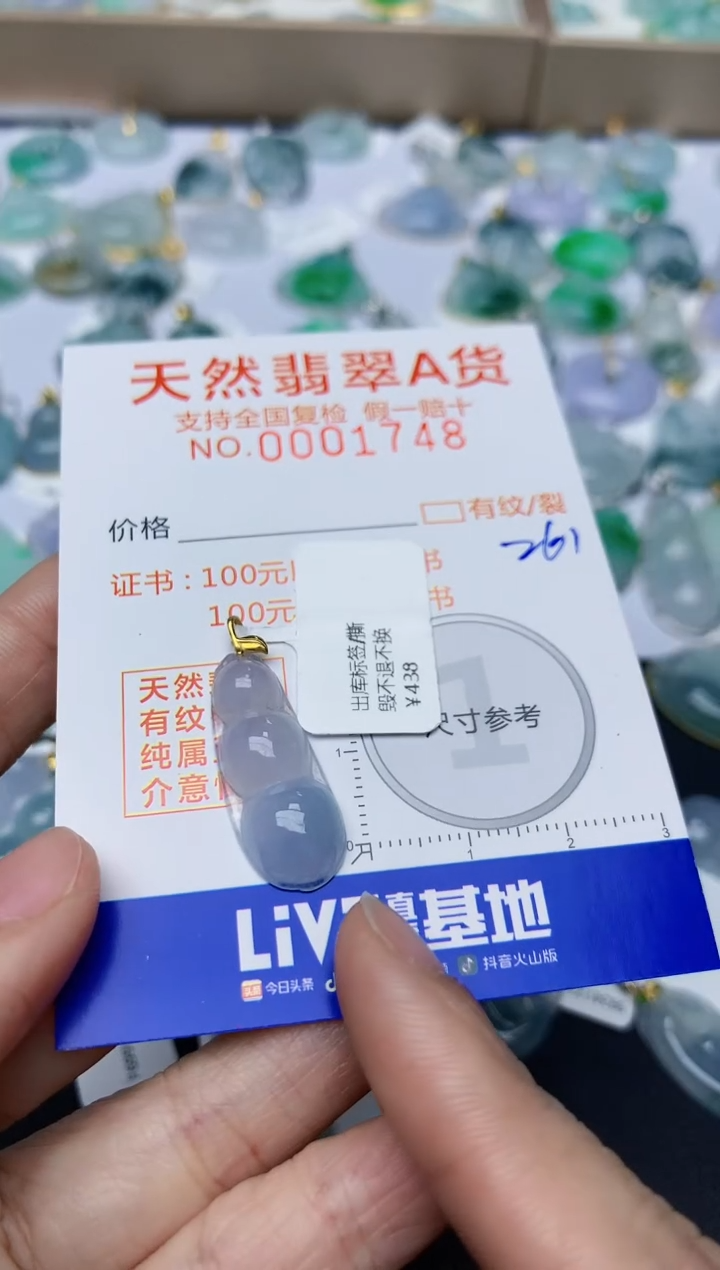 天然翡翠A货
支持全国复检 假一赔十
NO.0001748
价格
有纹/裂
261
证书:100元
书
100元
书
出库标签/撕
毁不退不换
¥438
天然
有纹
纯属
介意
1
尺寸参考
1
0
1
2
3
LiV
基地
今日头条
抖音火山版